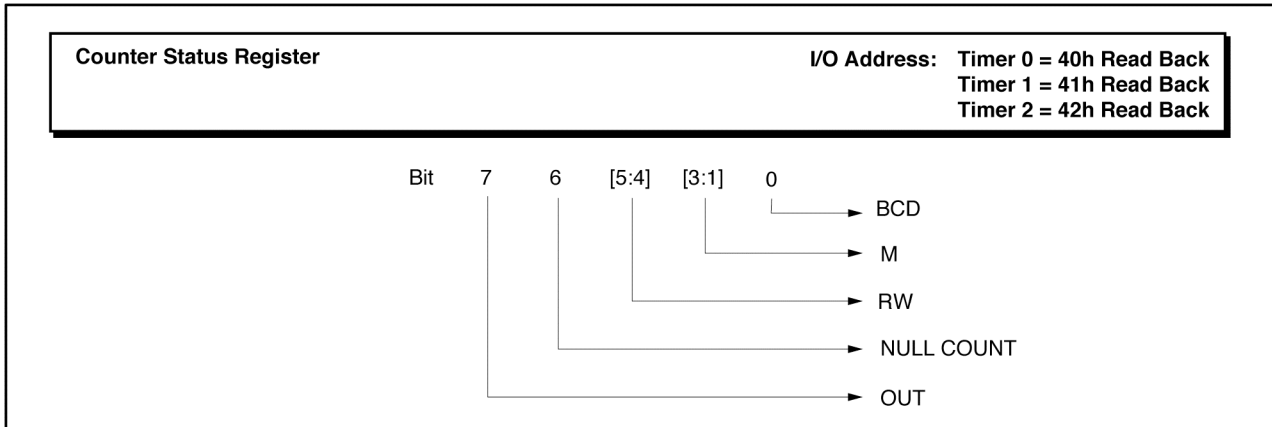 Counter Status Register
I/O Address: Timer 0 = 40h Read Back
Timer 1 = 41h Read Back
Timer 2 = 42h Read Back
Bit 7 6 [5:4] [3:1] 0
BCD
M
RW
NULL COUNT
OUT